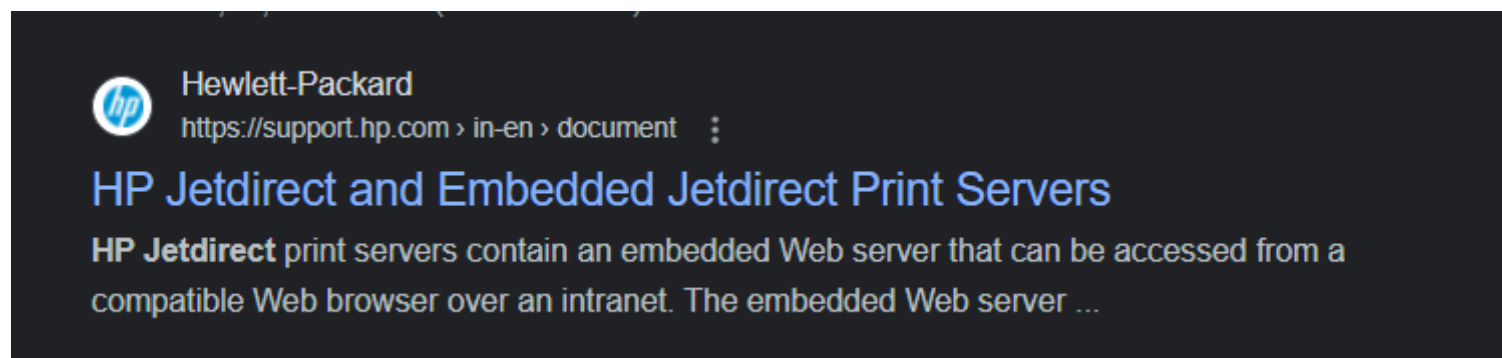 hp
Hewlett-Packard
https://support.hp.com › in-en › document
HP Jetdirect and Embedded Jetdirect Print Servers
HP Jetdirect print servers contain an embedded Web server that can be accessed from a
compatible Web browser over an intranet. The embedded Web server ...